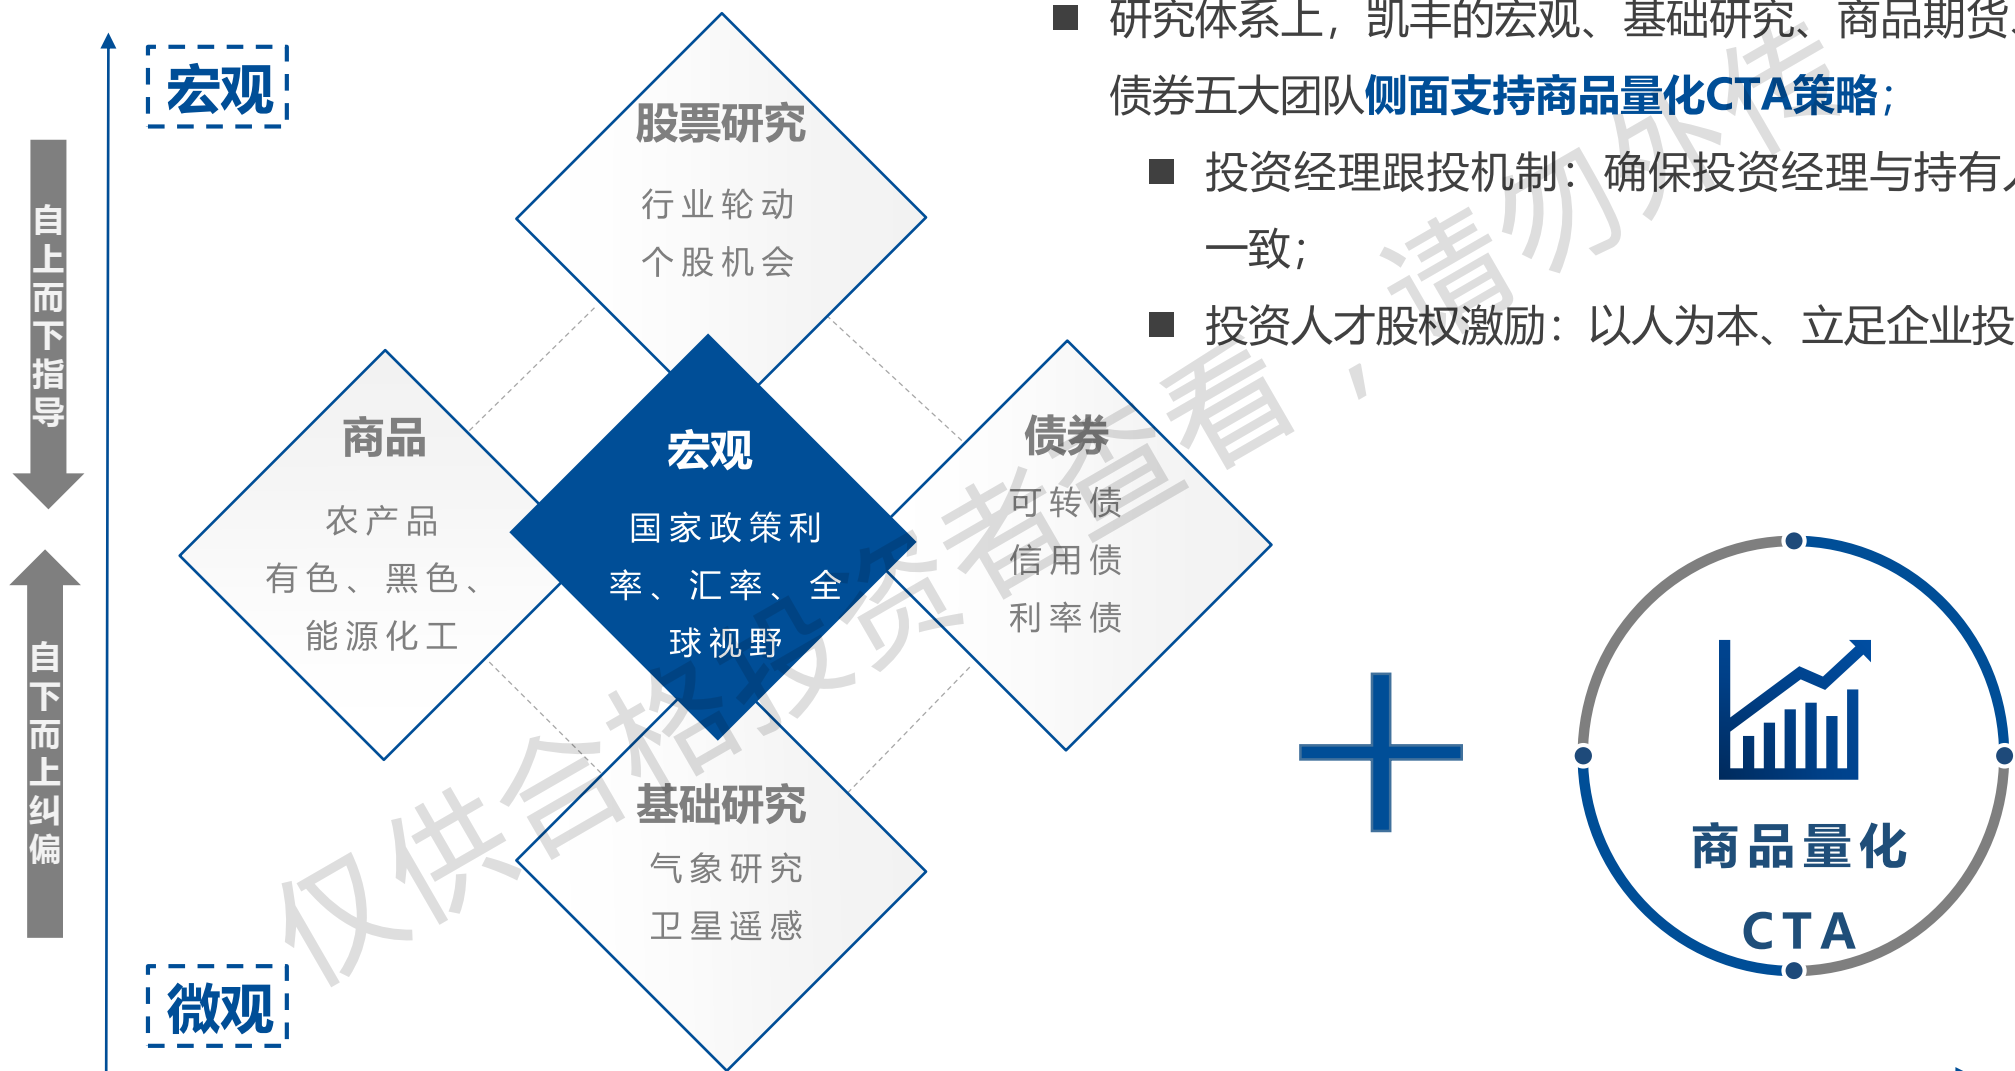 研究体系上，凯丰的宏观、基础研究、商品期货、
债券五大团队侧面支持商品量化CTA策略；
投资经理跟投机制：确保投资经理与持有人
一致；
投资人才股权激励：以人为本、立足企业投
宏观
自上而下指导
自下而上纠偏
微观
股票研究
行业轮动
个股机会
商品
农产品
有色、黑色、
能源化工
宏观
国家政策利
率、汇率、全
球视野
债券
可转债
信用债
利率债
基础研究
气象研究
卫星遥感
商品量化
CTA
仅供合格投资者查看，请勿外传